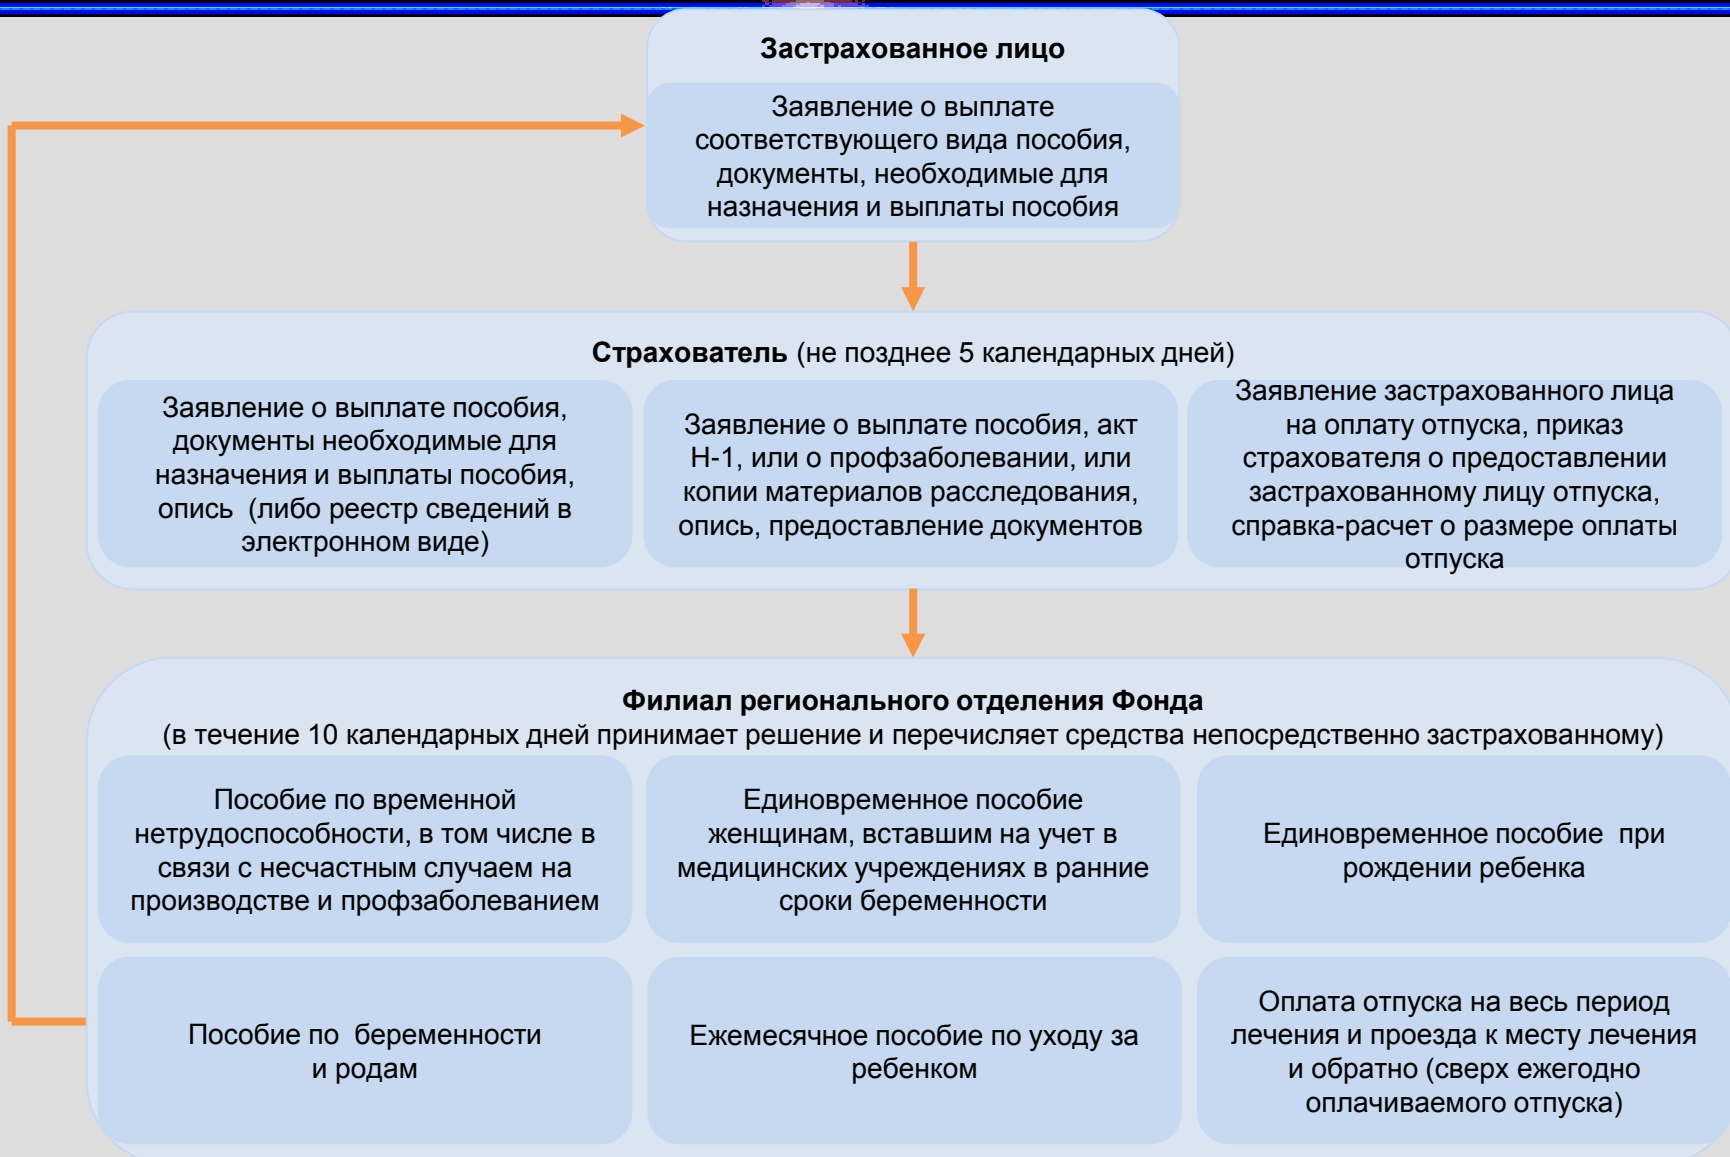 Застрахованное лицо
Заявление о выплате
соответствующего вида пособия,
документы, необходимые для
назначения и выплаты пособия
Страхователь (не позднее 5 календарных дней)
Заявление о выплате пособия,
документы необходимые для
назначения и выплаты пособия,
опись (либо реестр сведений в
электронном виде)
Заявление о выплате пособия, акт
Н-1, или о профзаболевании, или
копии материалов расследования,
опись, предоставление документов
Заявление застрахованного лица
на оплату отпуска, приказ
страхователя о предоставлении
застрахованному лицу отпуска,
справка-расчет о размере оплаты
отпуска
Филиал регионального отделения Фонда
(в течение 10 календарных дней принимает решение и перечисляет средства непосредственно застрахованному)
Пособие по временной
нетрудоспособности, в том числе в
связи с несчастным случаем на
производстве и профзаболеванием
Единовременное пособие
женщинам, вставшим на учет в
медицинских учреждениях в ранние
сроки беременности
Единовременное пособие при
рождении ребенка
Пособие по беременности
и родам
Ежемесячное пособие по уходу за
ребенком
Оплата отпуска на весь период
лечения и проезда к месту лечения
и обратно (сверх ежегодно
оплачиваемого отпуска)